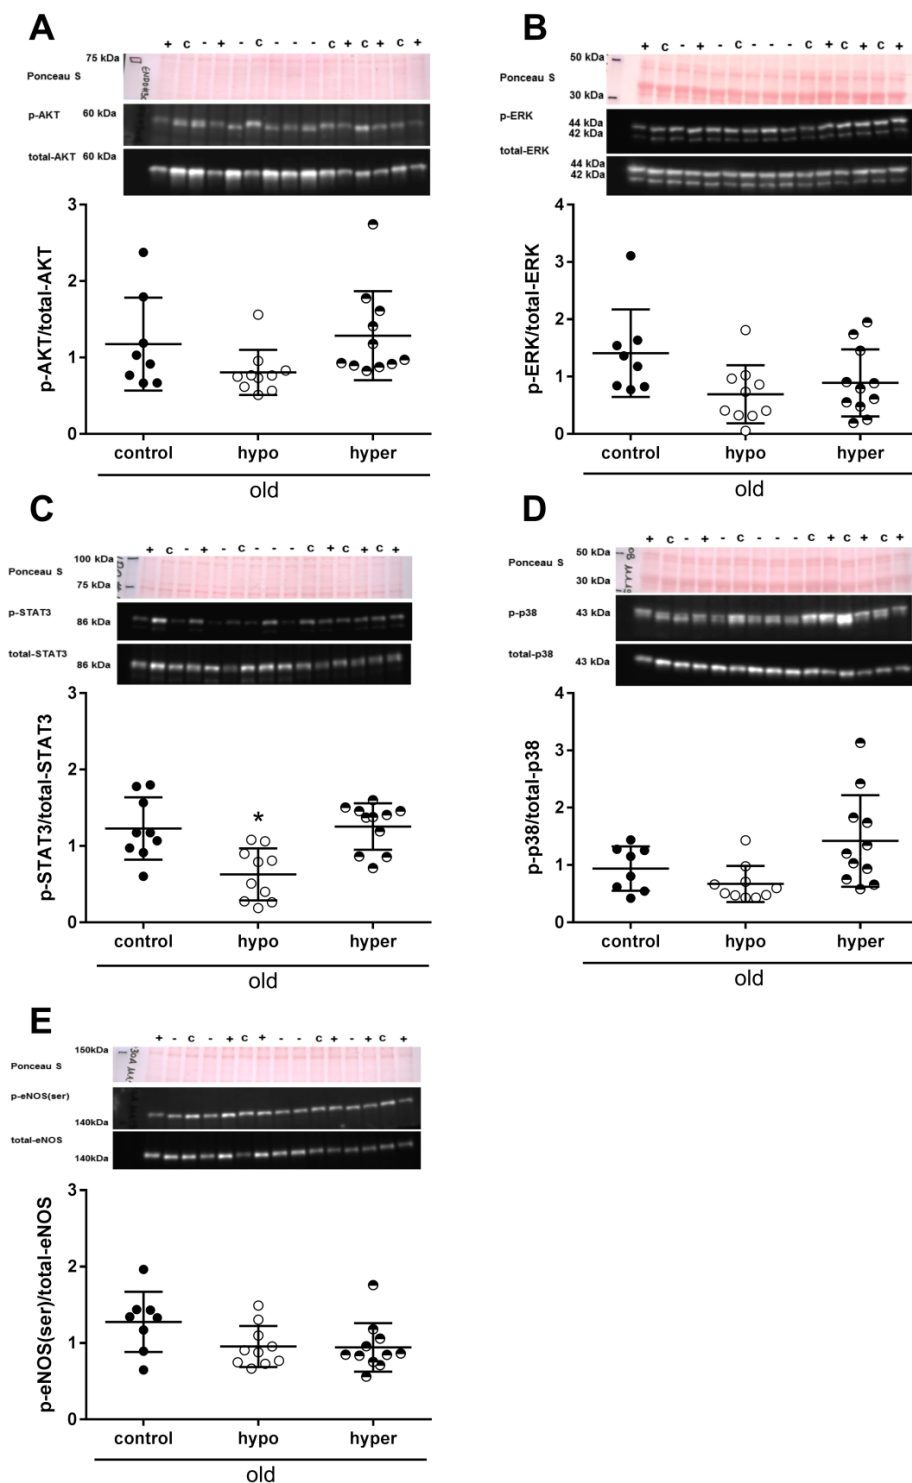 A
+ c - + - c - - - c + c + c +
75 kDa
Ponceau S
p-AKT 60 kDa
total-AKT 60 kDa
3
2
1
0
p-AKT/total-AKT
control hypo hyper
old
B
+ c - + - c - - - c + c + c +
50 kDa
Ponceau S
30 kDa
p-ERK 44 kDa
42 kDa
total-ERK
44 kDa
42 kDa
4
3
2
1
0
p-ERK/total-ERK
control hypo hyper
old
C
+ c - + - c - - - c + c + c +
100 kDa
Ponceau S
75 kDa
p-STAT3
86 kDa
total-STAT3
86 kDa
3
2
1
0
p-STAT3/total-STAT3
*
control hypo hyper
old
D
+ c - + - c - - - c + c + c +
50 kDa
Ponceau S
30 kDa
p-p38 43 kDa
total-p38
43 kDa
4
3
2
1
0
p-p38/total-p38
control hypo hyper
old
E
+ - c - + c + - - c + - + c +
150kDa
Ponceau S
p-eNOS(ser)
140kDa
total-eNOS
140kDa
3
2
1
0
p-eNOS(ser)/total-eNOS
control hypo hyper
old